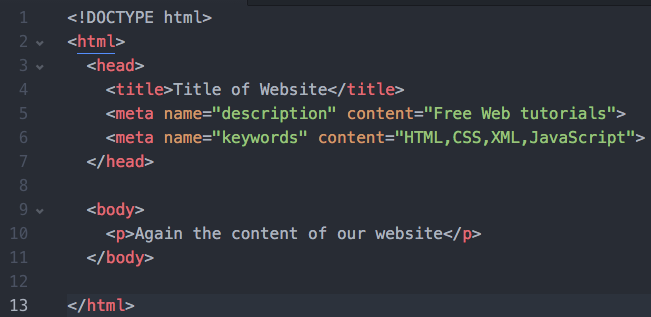 1 <!DOCTYPE html>
2 <html>
3 <head>
4 <title>Title of Website</title>
5 <meta name="description" content="Free Web tutorials">
6 <meta name="keywords" content="HTML,CSS,XML,JavaScript">
7 </head>
8
9 <body>
10 <p>Again the content of our website</p>
11 </body>
12
13 </html>